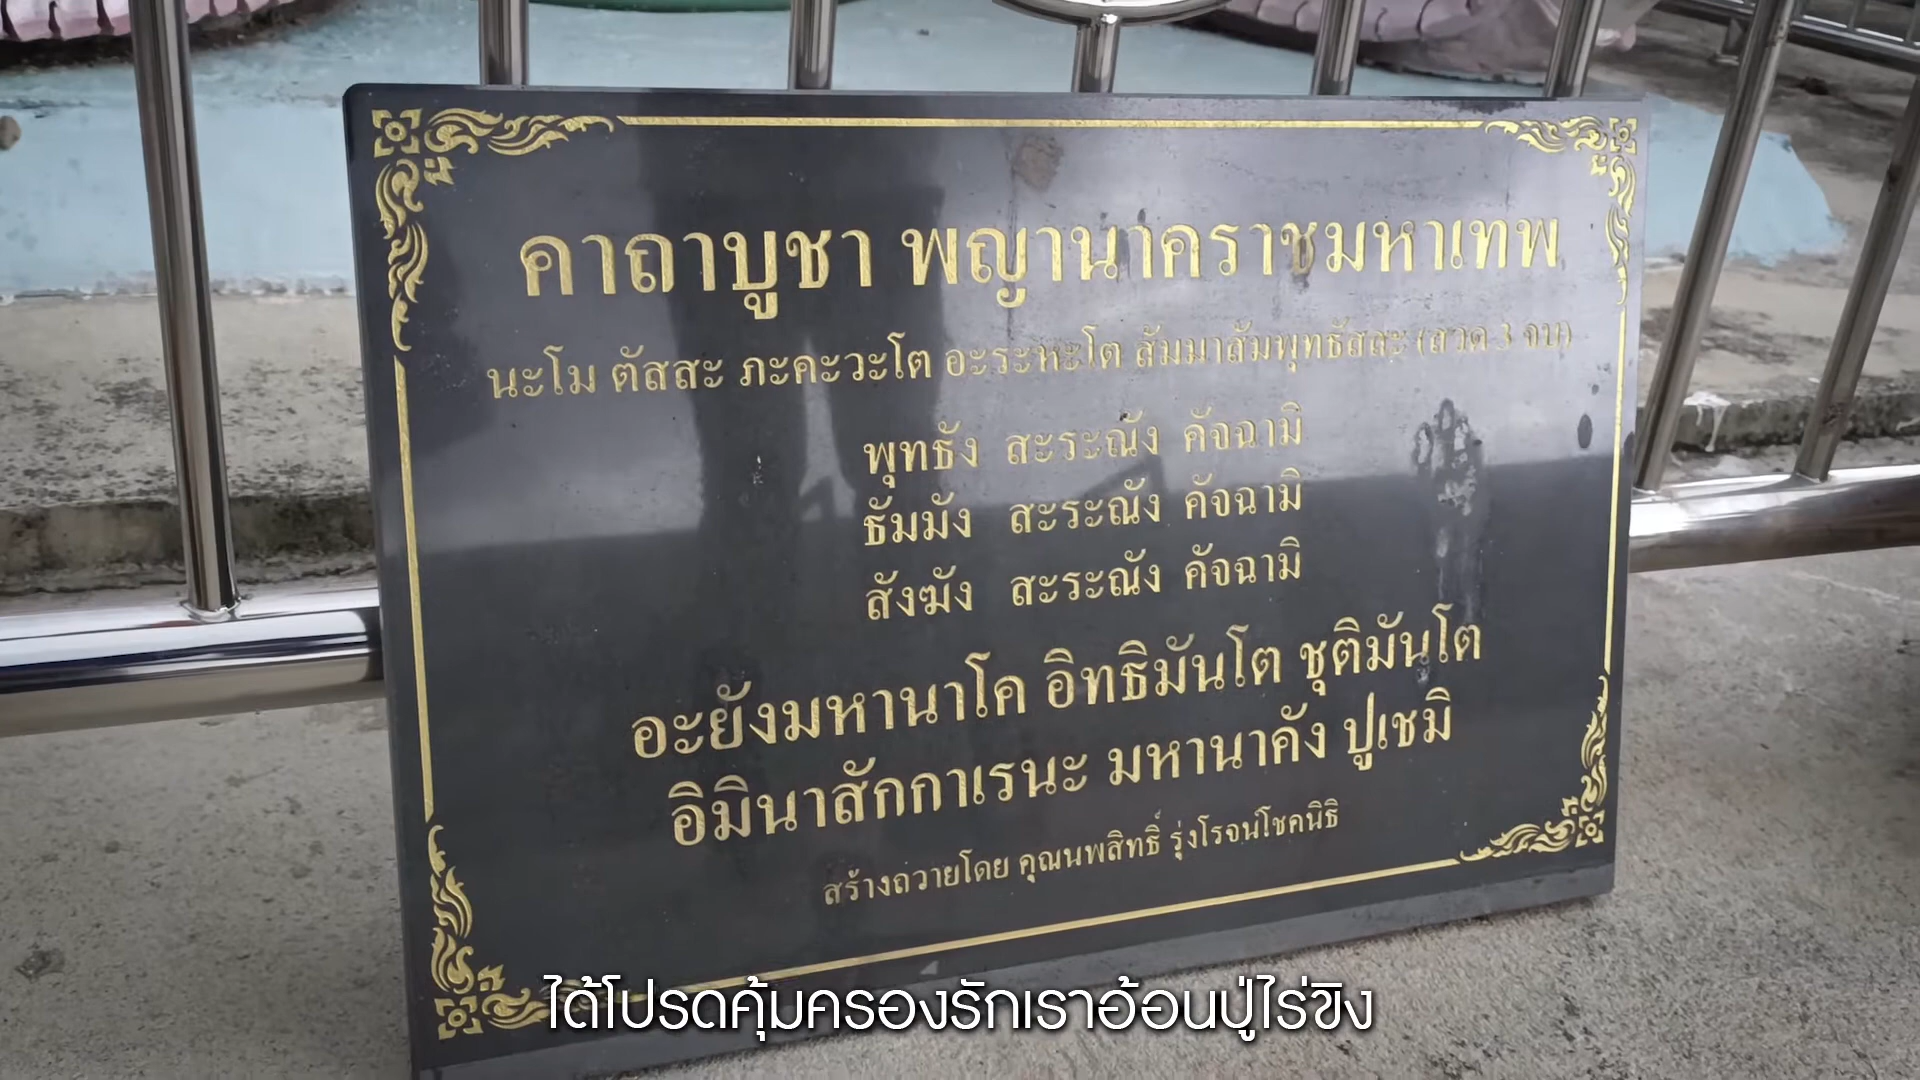 คาถาบูชา พญานาคราชมหาเทพ
นะโม ตัสสะ ภะคะวะโต อะระหะโต สัมมาสัมพุทธัสสะ (สวด 3 จบ)
พุทธัง สะระณัง คัจฉามิ
ธัมมัง สะระณัง คัจฉามิ
สังฆัง สะระณัง คัจฉามิ
อะยังมหานาโค อิทธิมันโต ชุติมันโต
อิมินาสักกาเรนะ มหานาคัง ปูเชมิ
สร้างถวายโดย คุณนพสิทธิ์ รุ่งโรจน์โชคนิธิ
ได้โปรดคุ้มครองรักเราอ้อนปู่ไร่ขิง